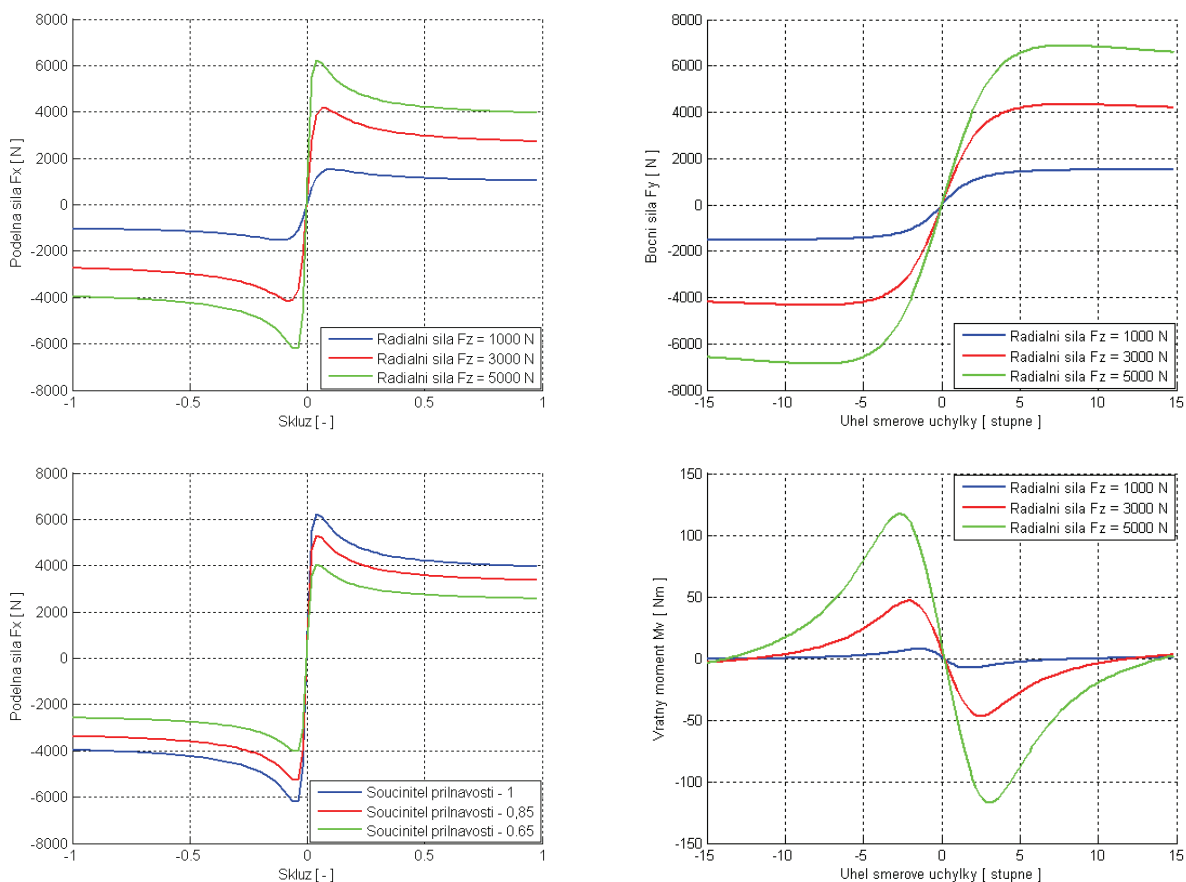 8000
6000
4000
2000
0
-2000
-4000
-6000
-8000
Podelna sila Fx [ N ]
-1
-0.5
0
0.5
1
Skluz [ - ]
Radialni sila Fz = 1000 N
Radialni sila Fz = 3000 N
Radialni sila Fz = 5000 N
8000
6000
4000
2000
0
-2000
-4000
-6000
-8000
Bocni sila Fy [ N ]
-15
-10
-5
0
5
10
15
Uhel smerove uchylky [ stupne ]
Radialni sila Fz = 1000 N
Radialni sila Fz = 3000 N
Radialni sila Fz = 5000 N
8000
6000
4000
2000
0
-2000
-4000
-6000
-8000
Podelna sila Fx [ N ]
-1
-0.5
0
0.5
1
Skluz [ - ]
Soucinitel prilnavosti - 1
Soucinitel prilnavosti - 0,85
Soucinitel prilnavosti - 0.65
150
100
50
0
-50
-100
-150
Vratny moment Mv [ Nm ]
-15
-10
-5
0
5
10
15
Uhel smerove uchylky [ stupne ]
Radialni sila Fz = 1000 N
Radialni sila Fz = 3000 N
Radialni sila Fz = 5000 N